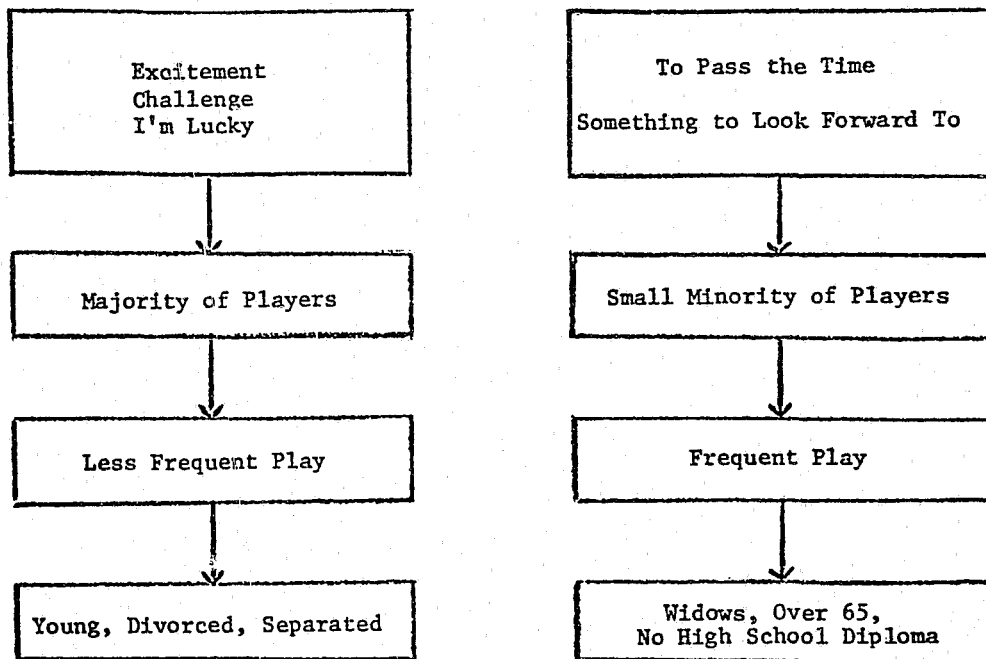 Excitement
Challenge
I'm Lucky
To Pass the Time
Something to Look Forward To
Majority of Players
Small Minority of Players
Less Frequent Play
Frequent Play
Young, Divorced, Separated
Widows, Over 65,
No High School Diploma